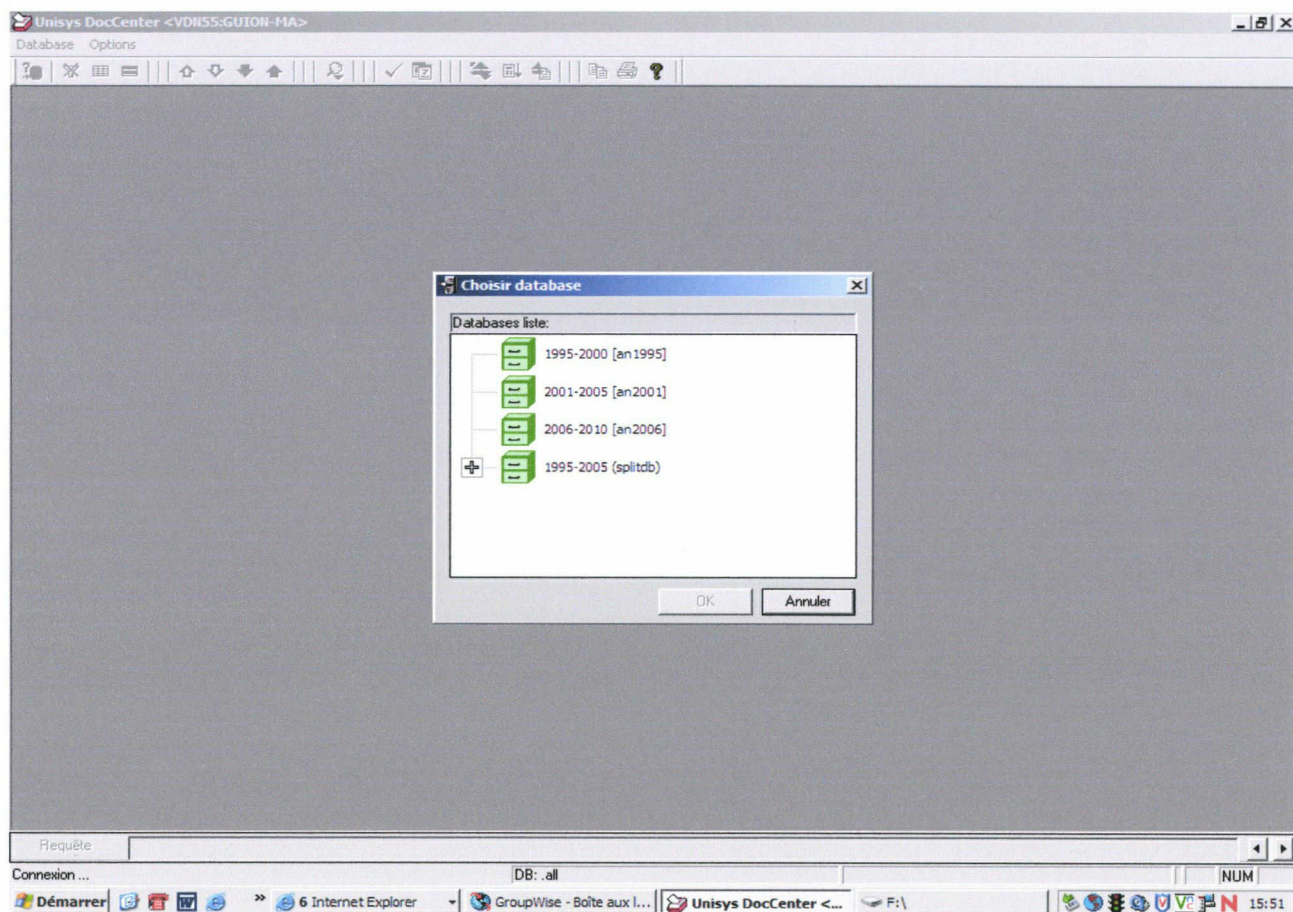 Unisys DocCenter <VDN55:GUION-MA>
Database Options
Choisir database
Databases liste:
1995-2000 [an1995]
2001-2005 [an2001]
2006-2010 [an2006]
1995-2005 (splitdb)
OK Annuler
Requête
Connexion ... DB: .all NUM
Démarrer » 6 Internet Explorer GroupWise - Boîte aux l... Unisys DocCenter <... F:\ 15:51